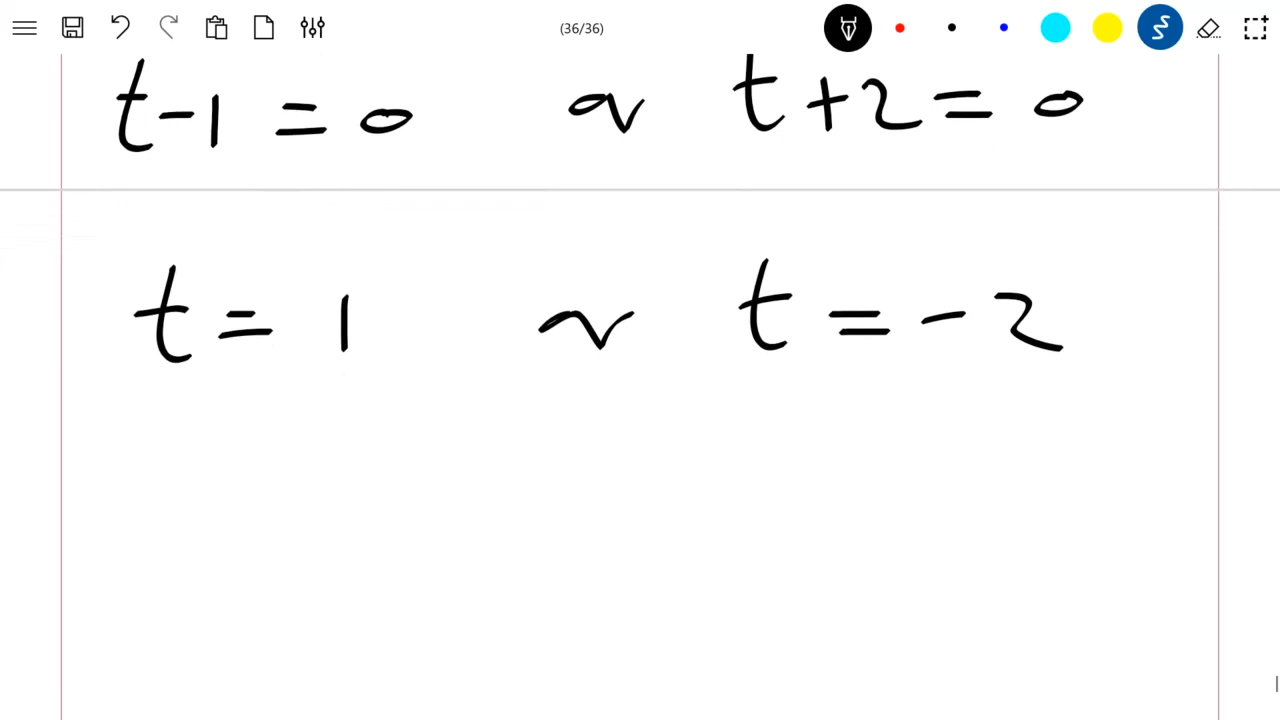 (36/36)
t-1=0 or t+2=0
t=1 or t=-2